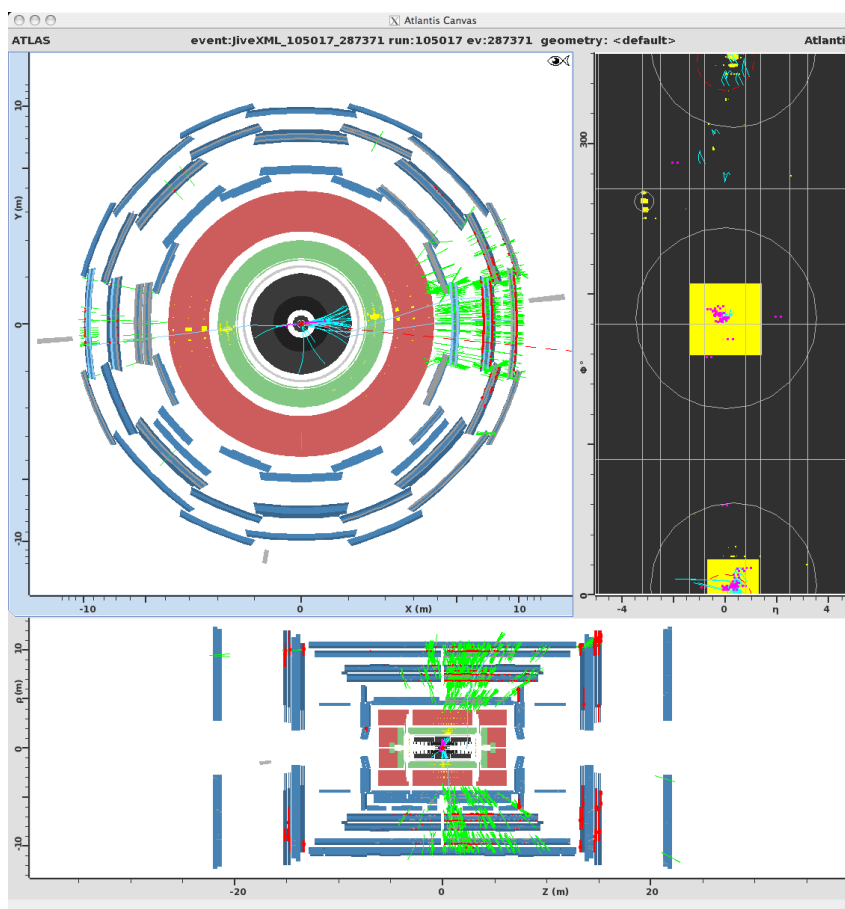 Atlantis Canvas
ATLAS event:JiveXML_105017_287371 run:105017 ev:287371 geometry: <default> Atlanti
10
Y (m)
0
-10
-10 0 X (m) 10
300
Φ°
0
-4 0 η 4
10
ρ (m)
0
-10
-20 0 Z (m) 20